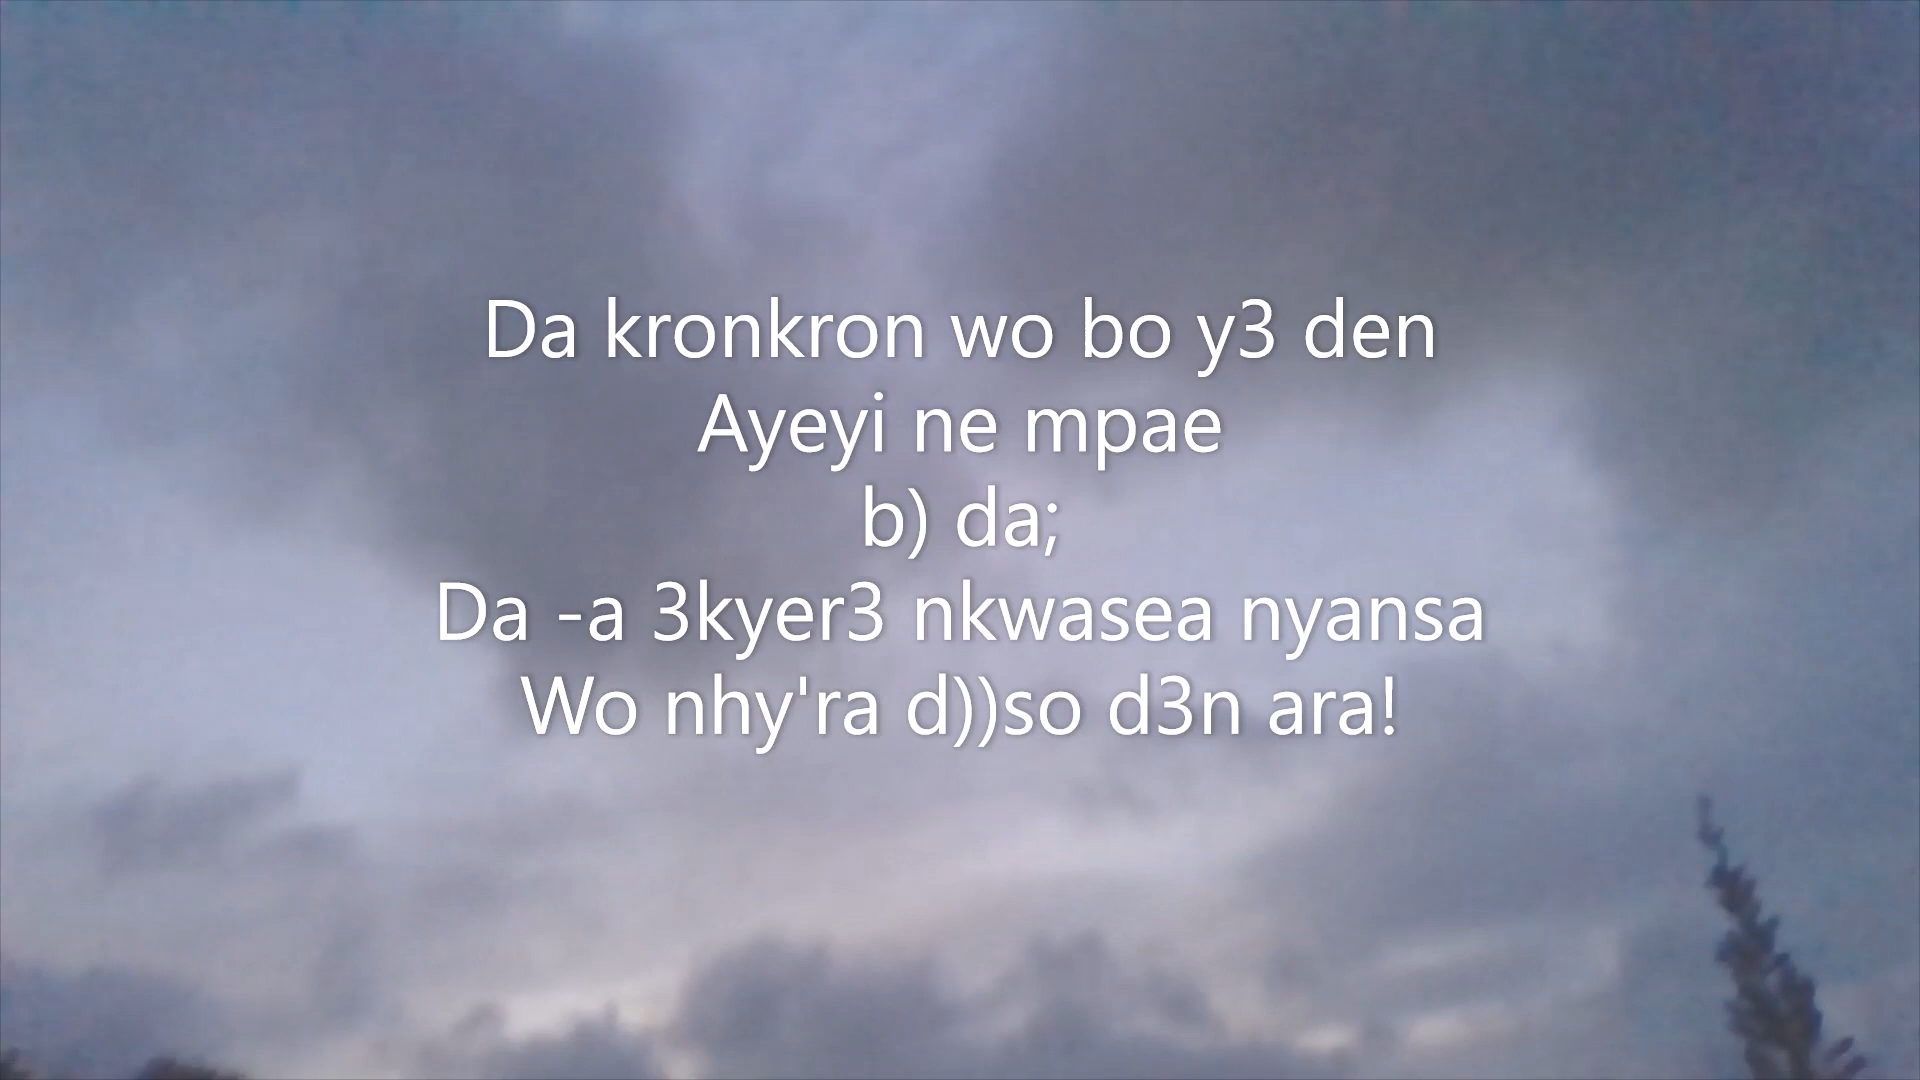 Da kronkron wo bo y3 den
Ayeyi ne mpae
b) da;
Da -a 3kyer3 nkwasea nyansa
Wo nhy'ra d))so d3n ara!